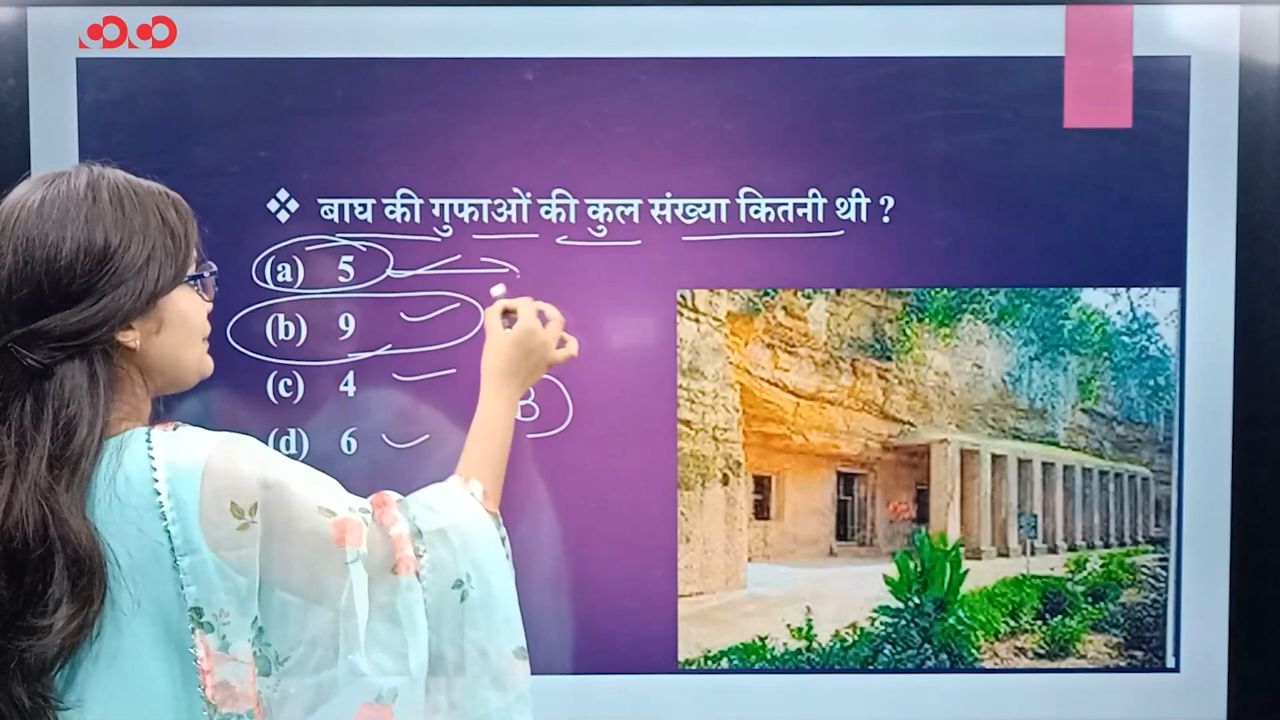 ❖ बाघ की गुफाओं की कुल संख्या कितनी थी ?
(a) 5
(b) 9
(c) 4
(d) 6
B